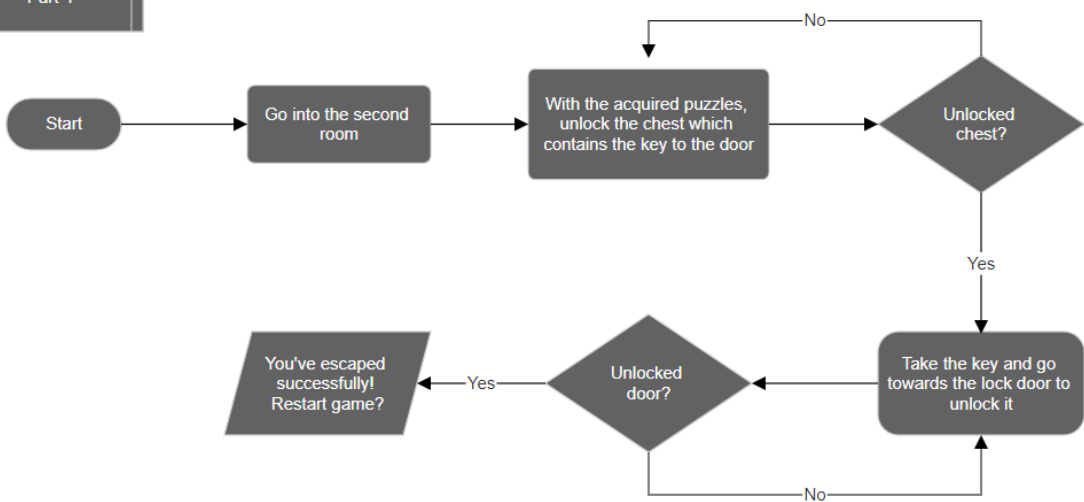 No
Start
Go into the second
room
With the acquired puzzles,
unlock the chest which
contains the key to the door
Unlocked
chest?
Yes
Take the key and go
towards the lock door to
unlock it
Unlocked
door?
Yes
You've escaped
successfully!
Restart game?
No